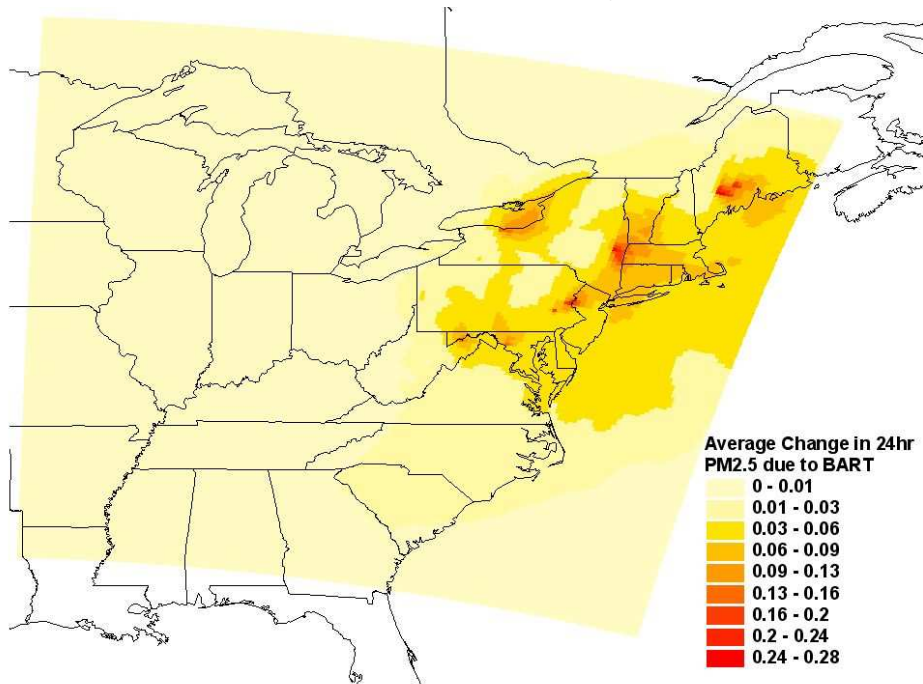 Average Change in 24hr
PM2.5 due to BART
0 - 0.01
0.01 - 0.03
0.03 - 0.06
0.06 - 0.09
0.09 - 0.13
0.13 - 0.16
0.16 - 0.2
0.2 - 0.24
0.24 - 0.28